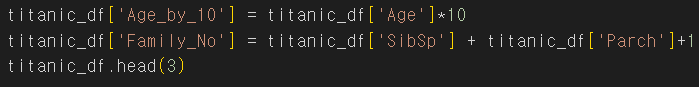 titanic_df['Age_by_10'] = titanic_df['Age']*10
titanic_df['Family_No'] = titanic_df['SibSp'] + titanic_df['Parch']+1
titanic_df.head(3)